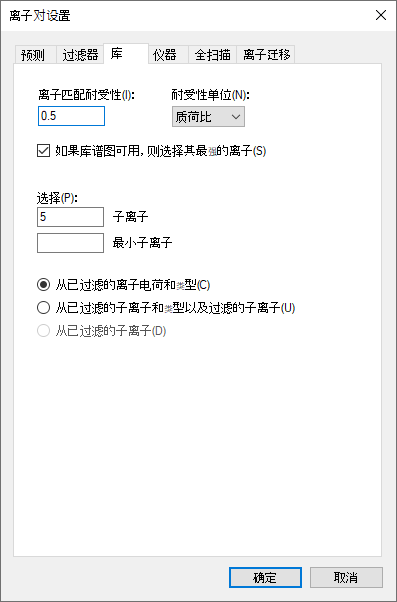 离子对设置
预测 过滤器 库 仪器 全扫描 离子迁移
离子匹配耐受性(I): 耐受性单位(N):
0.5 质荷比
如果库谱图可用, 则选择其最强的离子(S)
选择(P):
5 子离子
最小子离子
从已过滤的离子电荷和类型(C)
从已过滤的子离子和类型以及过滤的子离子(U)
从已过滤的子离子(D)
确定 取消